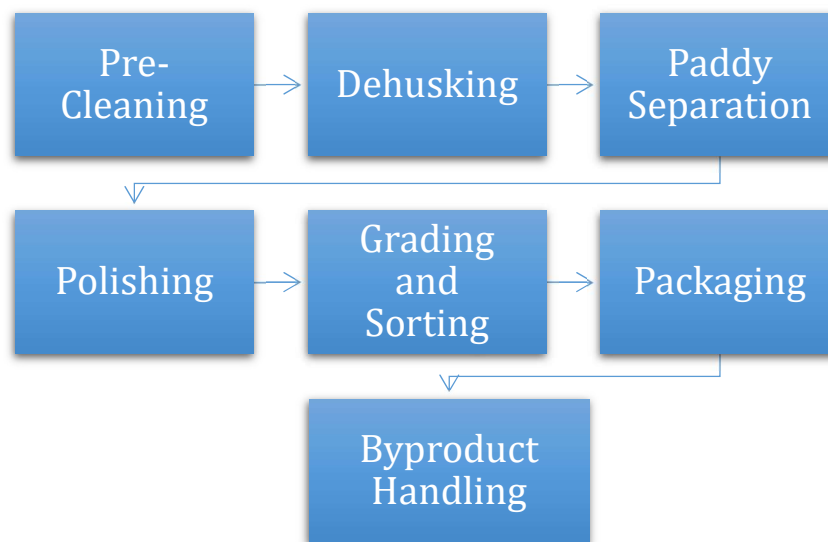 Pre-
Cleaning
Dehusking
Paddy
Separation
Polishing
Grading
and
Sorting
Packaging
Byproduct
Handling